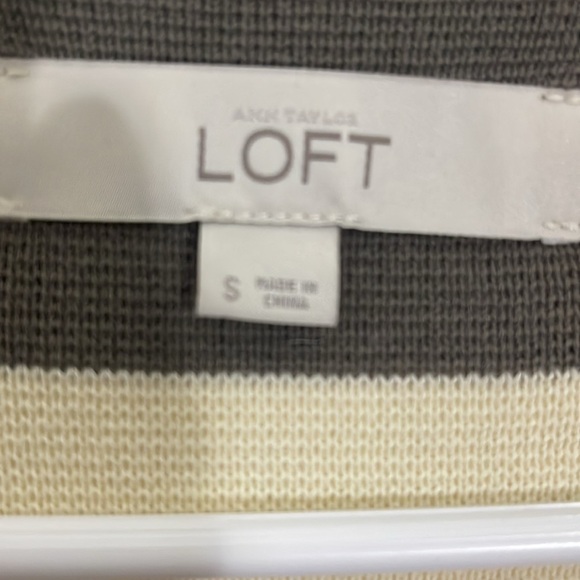 ANN TAYLOR
LOFT
S
MADE IN
CHINA